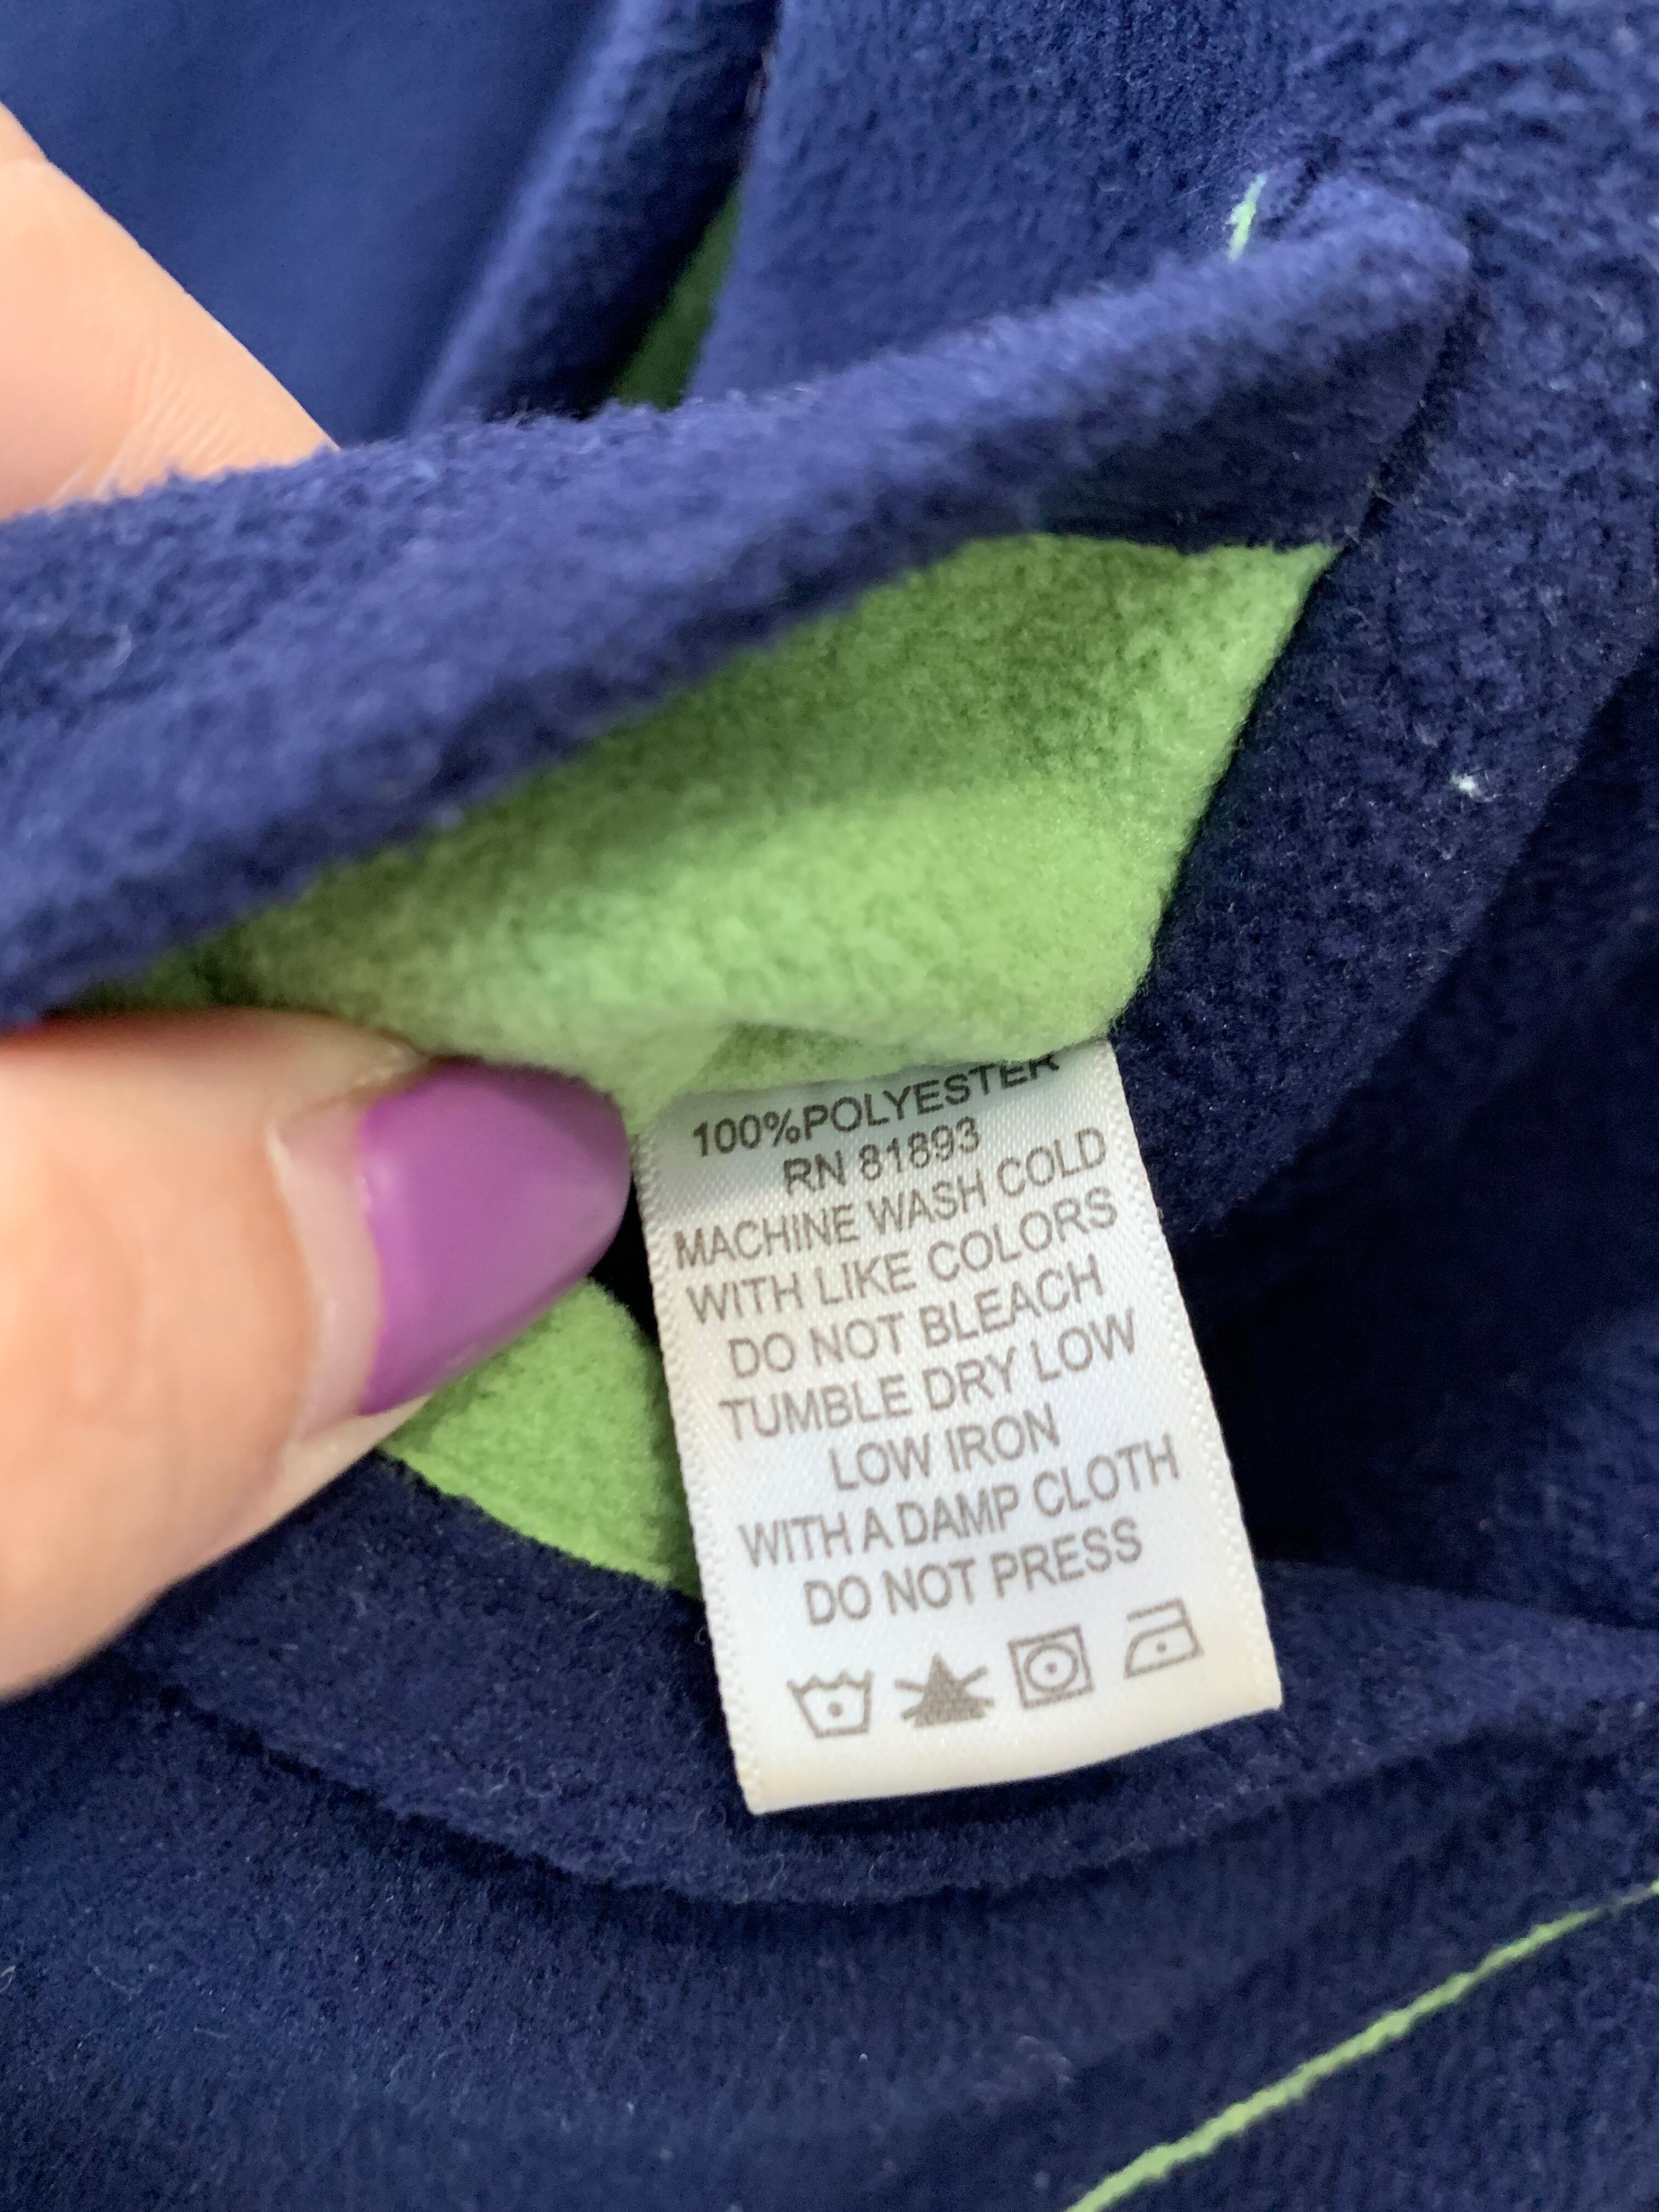 100%POLYESTER
RN 81893
MACHINE WASH COLD
WITH LIKE COLORS
DO NOT BLEACH
TUMBLE DRY LOW
LOW IRON
WITH A DAMP CLOTH
DO NOT PRESS